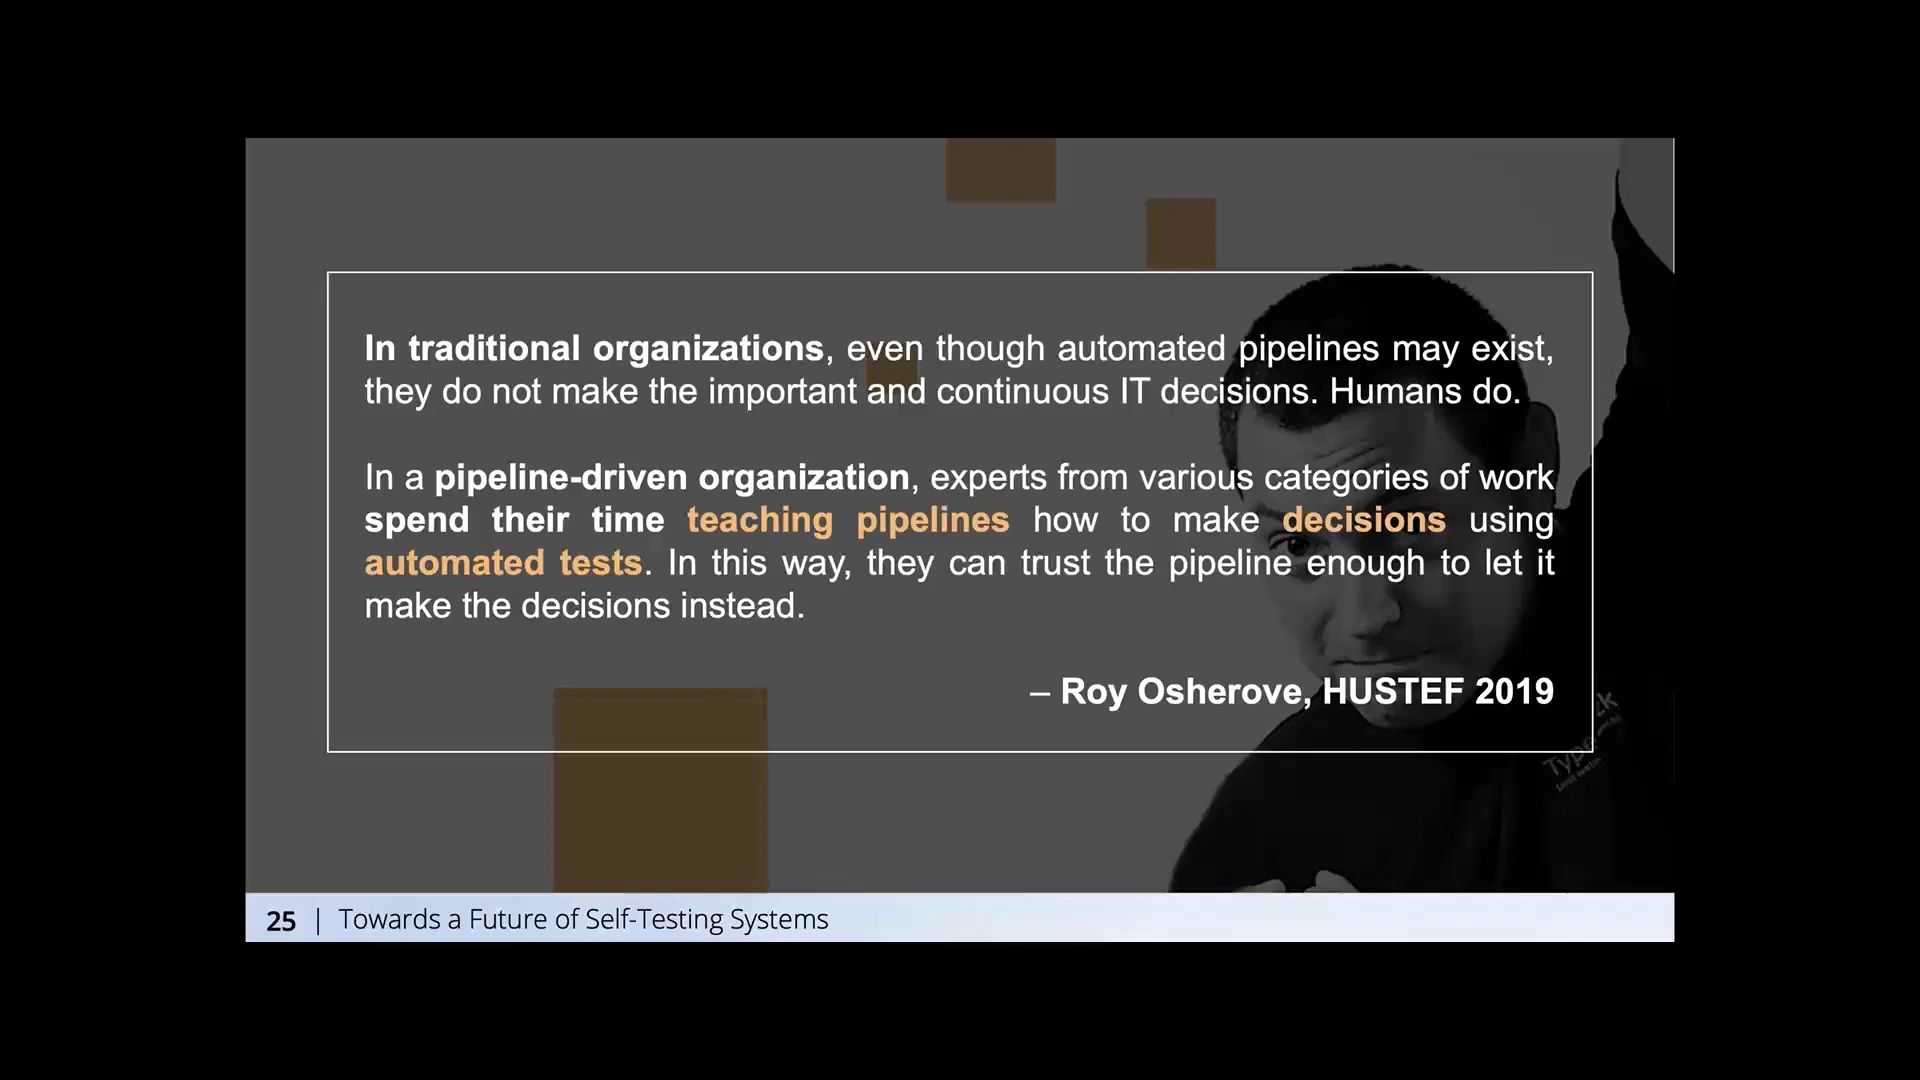 In traditional organizations, even though automated pipelines may exist,
they do not make the important and continuous IT decisions. Humans do.
In a pipeline-driven organization, experts from various categories of work
spend their time teaching pipelines how to make decisions using
automated tests. In this way, they can trust the pipeline enough to let it
make the decisions instead.
– Roy Osherove, HUSTEF 2019
25 | Towards a Future of Self-Testing Systems